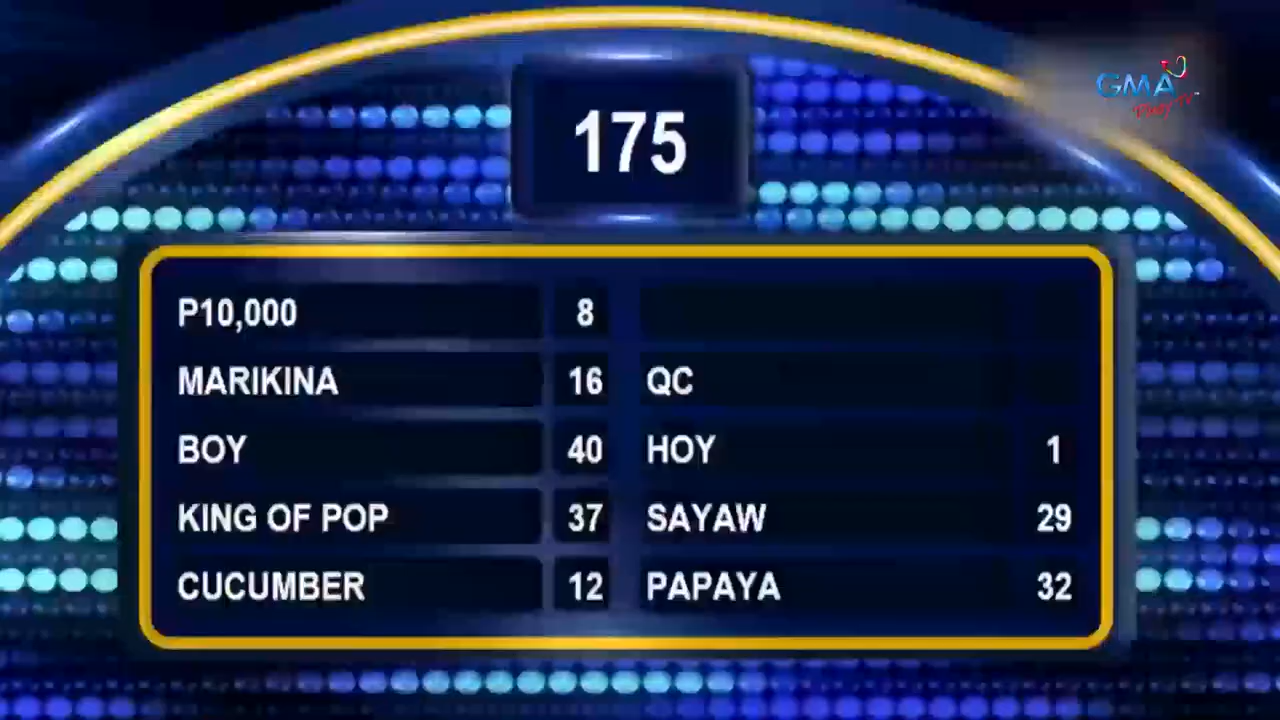 GMA
175
P10,000 8
MARIKINA 16 QC
BOY 40 HOY 1
KING OF POP 37 SAYAW 29
CUCUMBER 12 PAPAYA 32